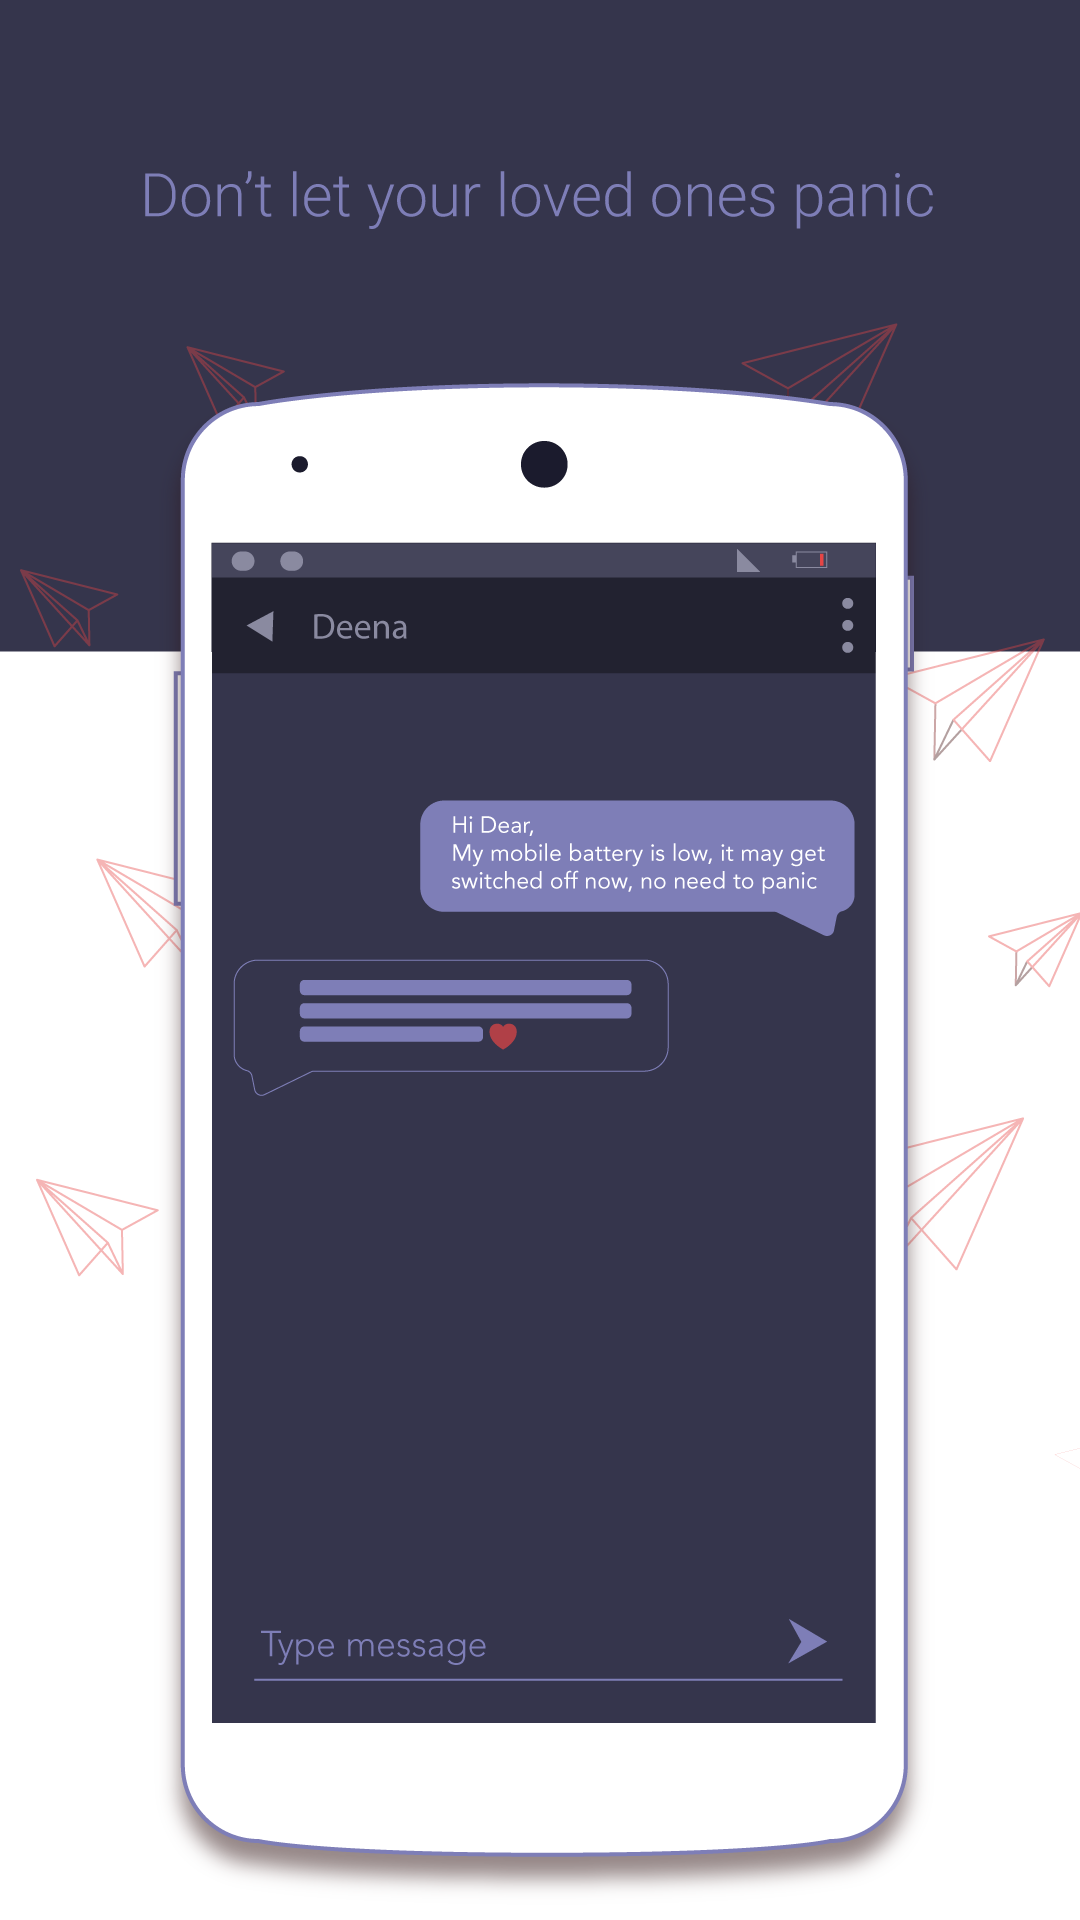 Don’t let your loved ones panic
Deena
Hi Dear,
My mobile battery is low, it may get
switched off now, no need to panic
Type message